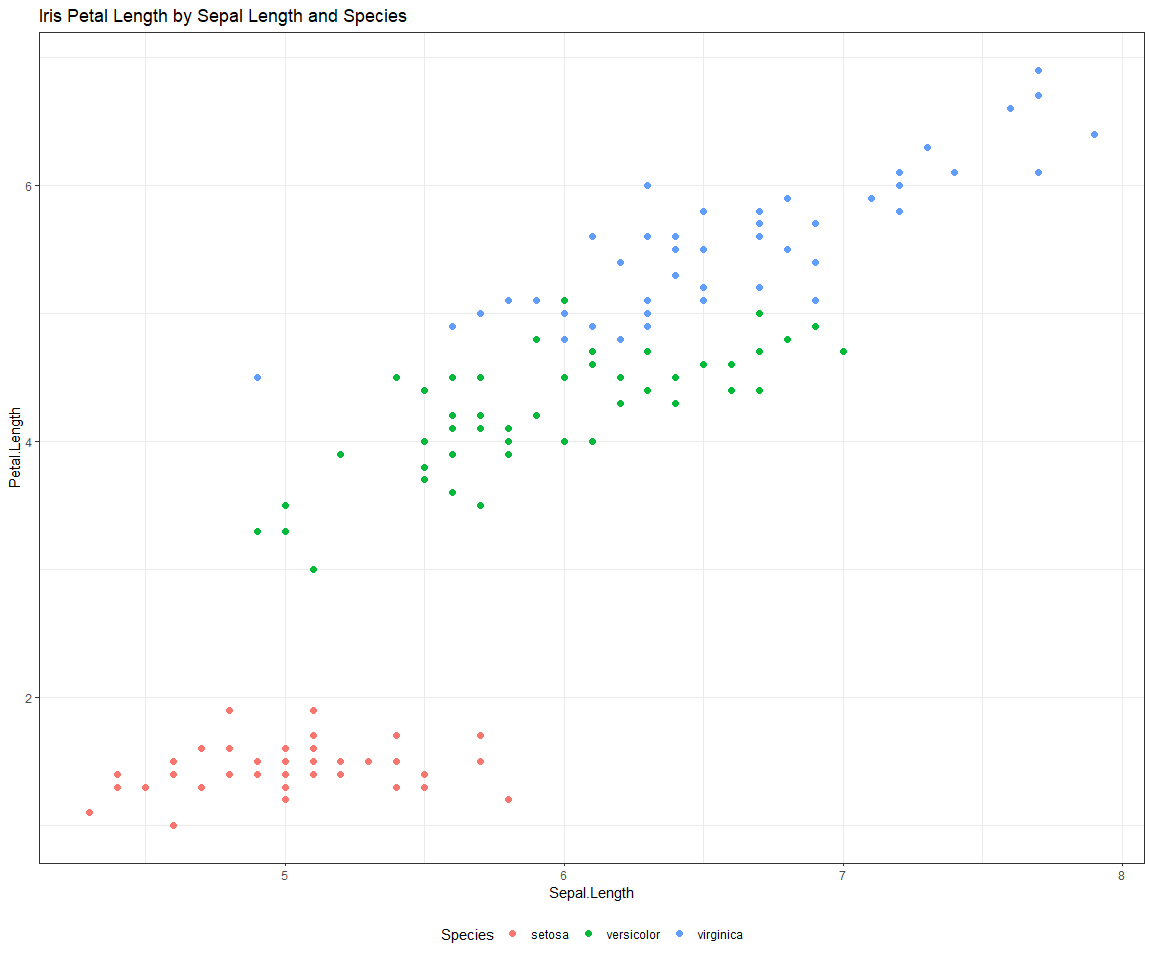 Iris Petal Length by Sepal Length and Species
6
4
2
Petal.Length
5 6 7 8
Sepal.Length
Species setosa versicolor virginica